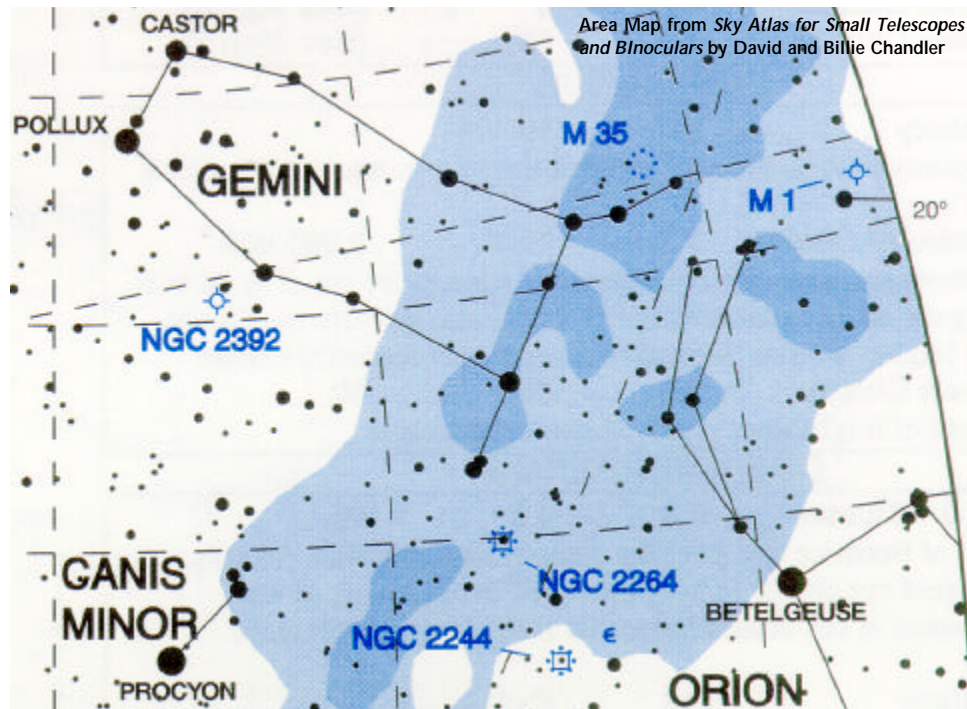 Area Map from Sky Atlas for Small Telescopes
and BInoculars by David and Billie Chandler
CASTOR
POLLUX
M 35
GEMINI
M 1
20°
NGC 2392
CANIS
MINOR
NGC 2264
BETELGEUSE
NGC 2244
ϵ
PROCYON
ORION